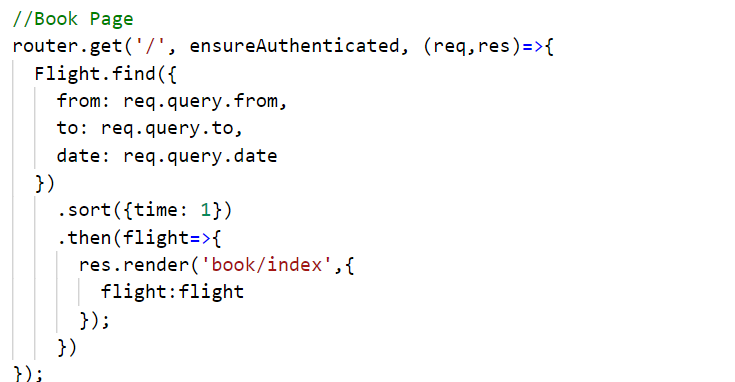 //Book Page
router.get('/', ensureAuthenticated, (req,res)=>{
  Flight.find({
    from: req.query.from,
    to: req.query.to,
    date: req.query.date
  })
    .sort({time: 1})
    .then(flight=>{
      res.render('book/index',{
        flight:flight
      });
    })
});